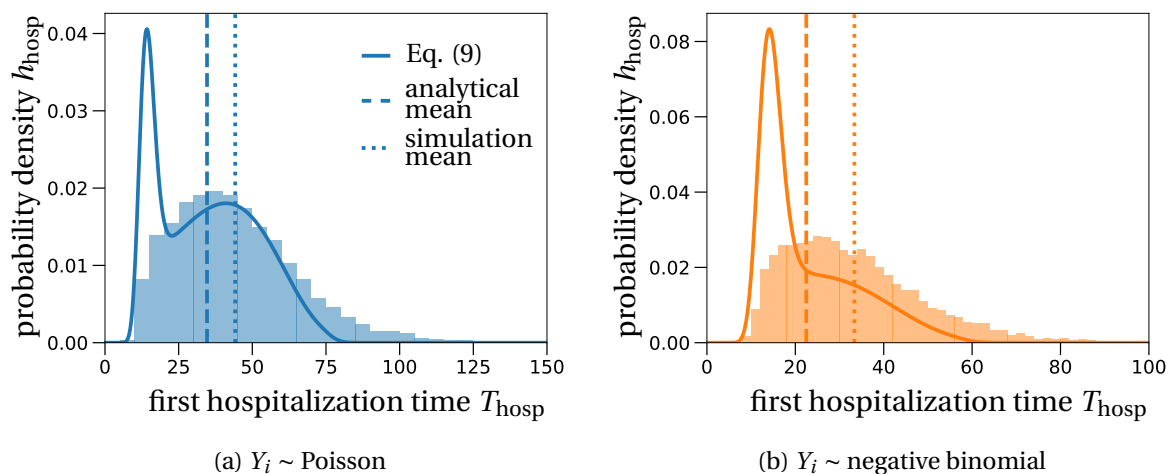 0.04
0.03
0.02
0.01
0.00
probability density h_hosp
Eq. (9)
analytical
mean
simulation
mean
0 25 50 75 100 125 150
first hospitalization time T_hosp
(a) Y_i ~ Poisson
0.08
0.06
0.04
0.02
0.00
probability density h_hosp
0 20 40 60 80 100
first hospitalization time T_hosp
(b) Y_i ~ negative binomial